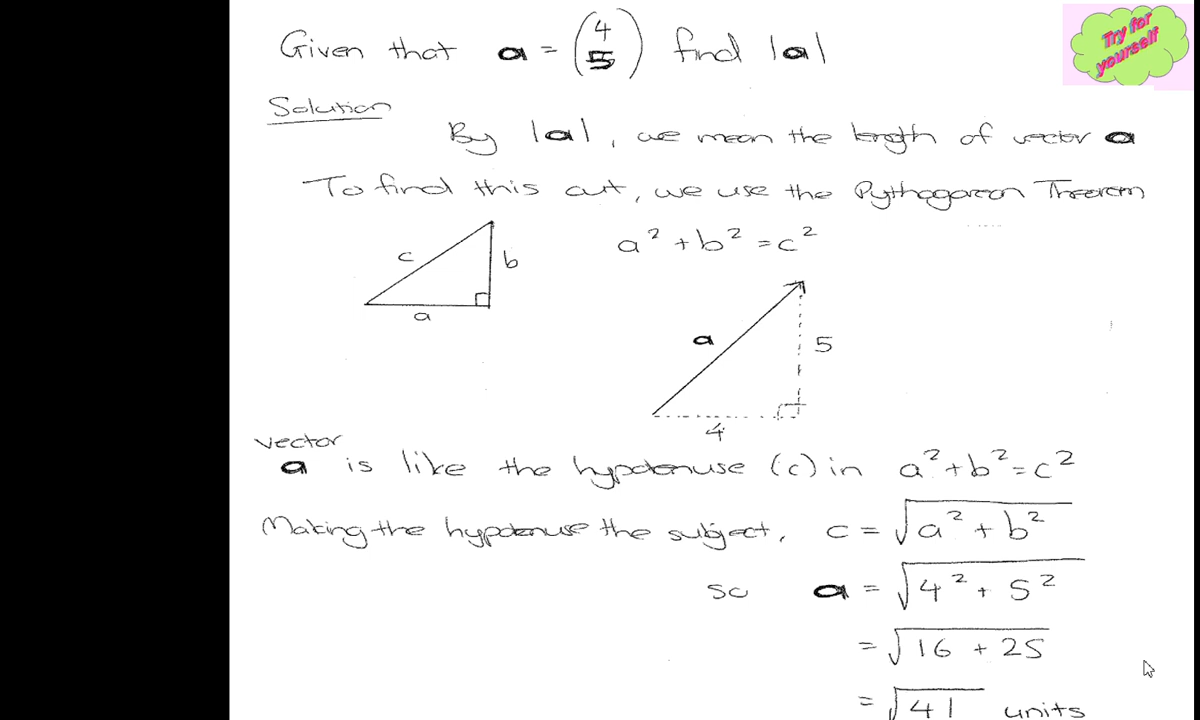 Given that a = (4 5) find |a|
Try for
yourself
Solution
By |a|, we mean the length of vector a
To find this out, we use the Pythagorean Theorem
a² + b² = c²
c
b
a
a
5
4
vector
a is like the hypotenuse (c) in a² + b² = c²
Making the hypotenuse the subject, c = √a² + b²
so a = √4² + 5²
= √16 + 25
= √41 units